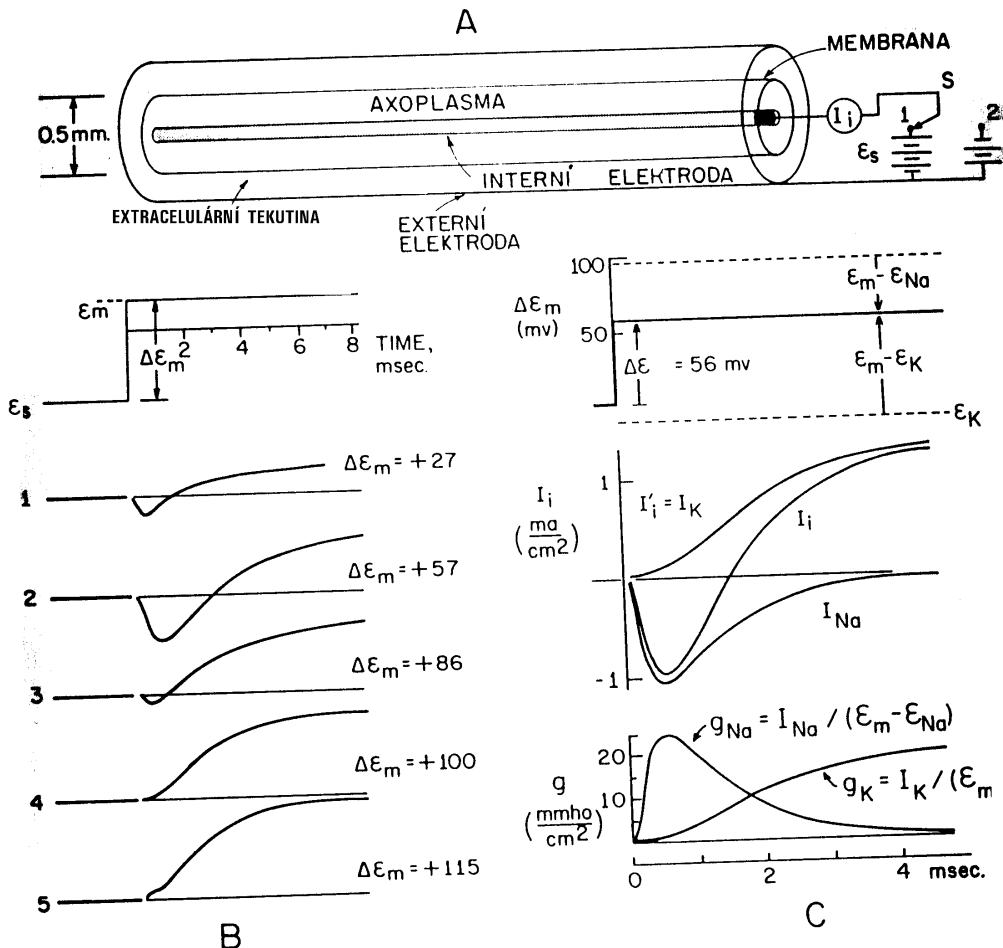 A
MEMBRÁNA
S
0.5 mm.
AXOPLASMA
I i
1
2
εs
INTERNÍ ELEKTRODA
EXTRACELULÁRNÍ TEKUTINA
EXTERNÍ
ELEKTRODA
εm
Δεm
2 4 6 8
TIME,
msec.
εs
1
Δεm = +27
2
Δεm = +57
3
Δεm = +86
4
Δεm = +100
5
Δεm = +115
B
100
Δεm
(mv)
50
Δε = 56 mv
εm - εNa
εm - εK
εK
1
Ii
(ma
cm2)
-1
I'i = IK
Ii
INa
gNa = INa / (εm - εNa)
20
10
g
(mmho
cm2)
gK = IK / (εm
0 2 4 msec.
C